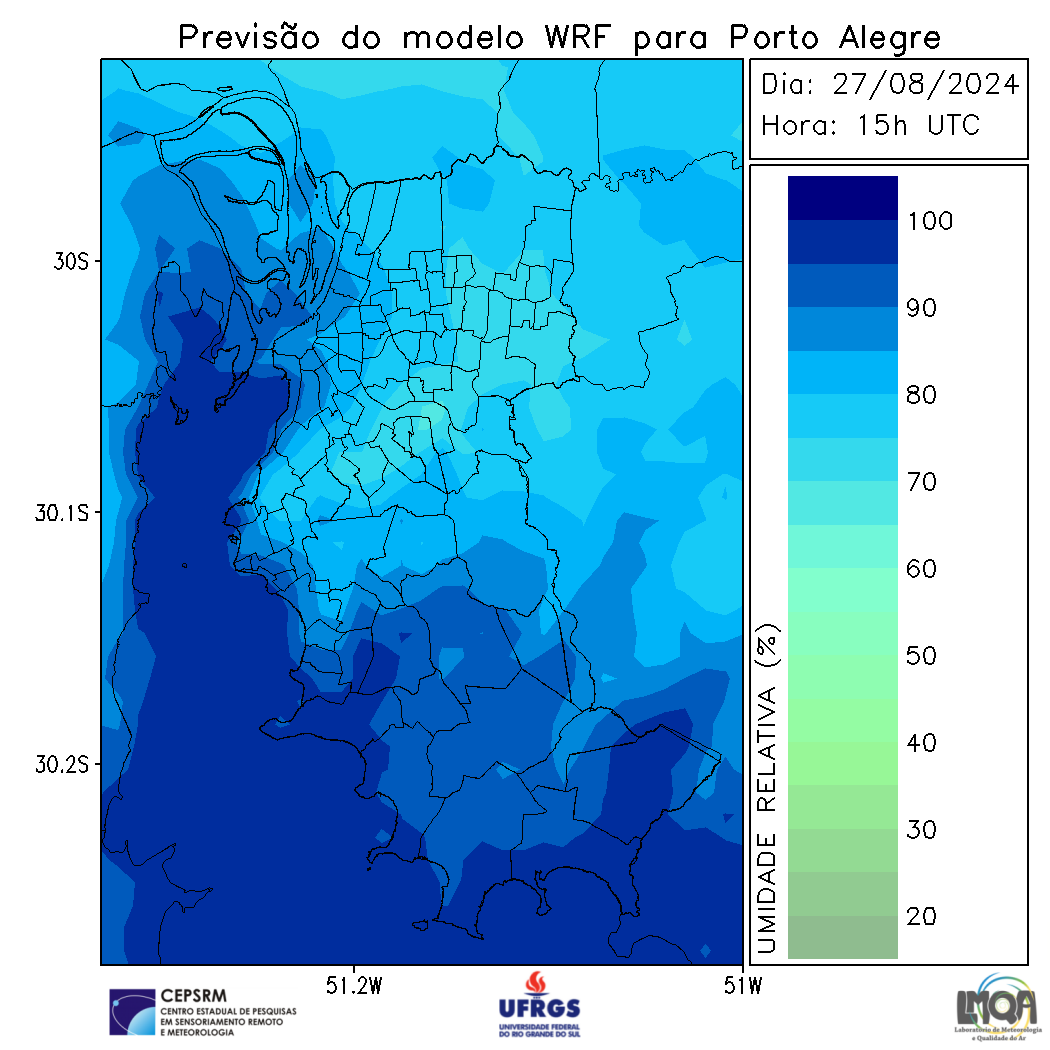 Previsão do modelo WRF para Porto Alegre
Dia: 27/08/2024
Hora: 15h UTC
30S
30.1S
30.2S
51.2W
51W
100
90
80
70
60
50
40
30
20
UMIDADE RELATIVA (%)
CEPSRM
CENTRO ESTADUAL DE PESQUISAS
EM SENSORIAMENTO REMOTO
E METEOROLOGIA
UFRGS
UNIVERSIDADE FEDERAL
DO RIO GRANDE DO SUL
LMQA
Laboratório de Meteorologia
e Qualidade do Ar